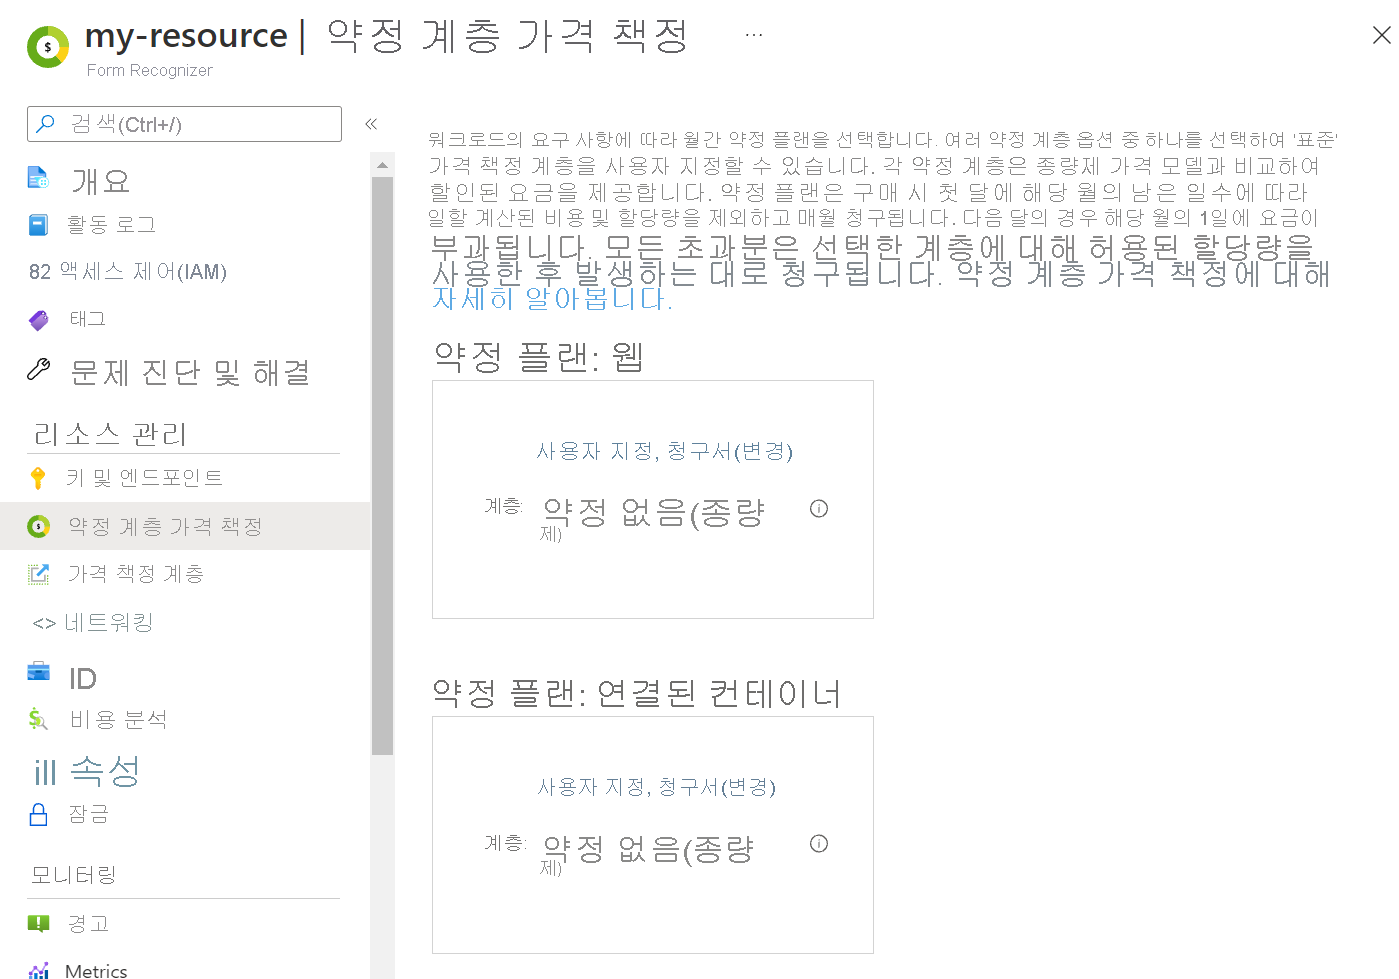 my-resource | 약정 계층 가격 책정 ...
Form Recognizer
검색(Ctrl+/)
«
개요
활동 로그
82 액세스 제어(IAM)
태그
문제 진단 및 해결
리소스 관리
키 및 엔드포인트
약정 계층 가격 책정
가격 책정 계층
<> 네트워킹
ID
비용 분석
ill 속성
잠금
모니터링
경고
Metrics
워크로드의 요구 사항에 따라 월간 약정 플랜을 선택합니다. 여러 약정 계층 옵션 중 하나를 선택하여 '표준'
가격 책정 계층을 사용자 지정할 수 있습니다. 각 약정 계층은 종량제 가격 모델과 비교하여
할인된 요금을 제공합니다. 약정 플랜은 구매 시 첫 달에 해당 월의 남은 일수에 따라
일할 계산된 비용 및 할당량을 제외하고 매월 청구됩니다. 다음 달의 경우 해당 월의 1일에 요금이
부과됩니다. 모든 초과분은 선택한 계층에 대해 허용된 할당량을
사용한 후 발생하는 대로 청구됩니다. 약정 계층 가격 책정에 대해
자세히 알아봅니다.
약정 플랜: 웹
사용자 지정, 청구서(변경)
계층: 약정 없음(종량
제)
약정 플랜: 연결된 컨테이너
사용자 지정, 청구서(변경)
계층: 약정 없음(종량
제)